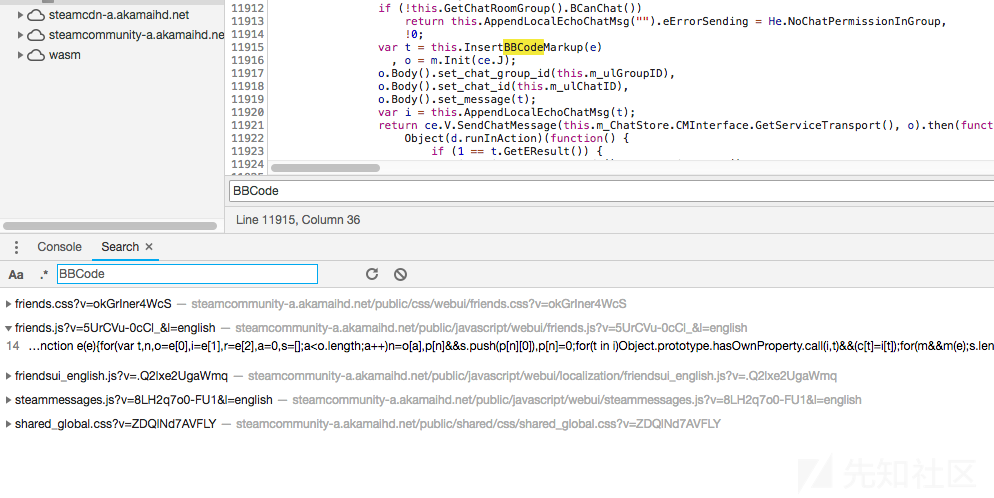 steamcdn-a.akamaihd.net
steamcommunity-a.akamaihd.ne
wasm
11912 if (!this.GetChatRoomGroup().BCanChat())
11913 return this.AppendLocalEchoChatMsg("").eErrorSending = He.NoChatPermissionInGroup,
11914 !0;
11915 var t = this.InsertBBCodeMarkup(e)
11916 , o = m.Init(ce.J);
11917 o.Body().set_chat_group_id(this.m_ulGroupID),
11918 o.Body().set_chat_id(this.m_ulChatID),
11919 o.Body().set_message(t);
11920 var i = this.AppendLocalEchoChatMsg(t);
11921 return ce.V.SendChatMessage(this.m_ChatStore.CMInterface.GetServiceTransport(), o).then(funct
11922 Object(d.runInAction)(function() {
11923 if (1 == t.GetEResult()) {
11924
BBCode
Line 11915, Column 36
Console Search ×
Aa .* BBCode
friends.css?v=okGrIner4WcS — steamcommunity-a.akamaihd.net/public/css/webui/friends.css?v=okGrIner4WcS
friends.js?v=5UrCVu-0cCl_&l=english — steamcommunity-a.akamaihd.net/public/javascript/webui/friends.js?v=5UrCVu-0cCl_&l=english
14 …nction e(e){for(var t,n,o=e[0],i=e[1],r=e[2],a=0,s=[];a<o.length;a++)n=o[a],p[n]&&s.push(p[n][0]),p[n]=0;for(t in i)Object.prototype.hasOwnProperty.call(i,t)&&(c[t]=i[t]);for(m&&m(e);s.len
friendsui_english.js?v=.Q2lxe2UgaWmq — steamcommunity-a.akamaihd.net/public/javascript/webui/localization/friendsui_english.js?v=.Q2lxe2UgaWmq
steammessages.js?v=8LH2q7o0-FU1&l=english — steamcommunity-a.akamaihd.net/public/javascript/webui/steammessages.js?v=8LH2q7o0-FU1&l=english
shared_global.css?v=ZDQlNd7AVFLY — steamcommunity-a.akamaihd.net/public/shared/css/shared_global.css?v=ZDQlNd7AVFLY
先知社区